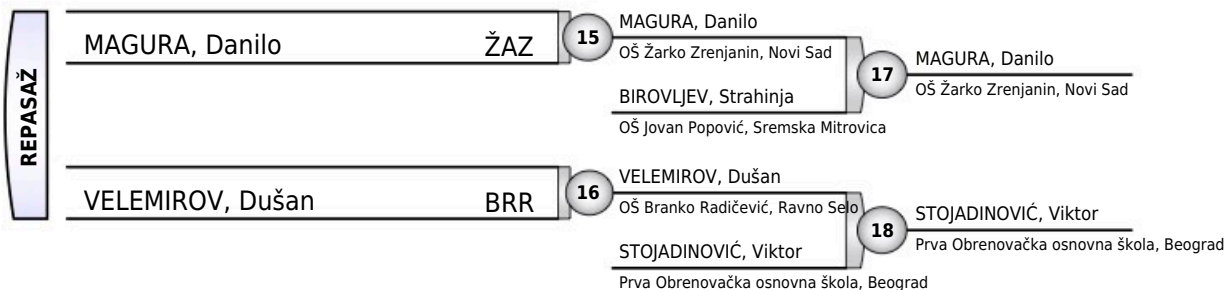 REPASAŽ
MAGURA, Danilo ŽAZ
15
MAGURA, Danilo
OŠ Žarko Zrenjanin, Novi Sad
BIROVLJEV, Strahinja
OŠ Jovan Popović, Sremska Mitrovica
17
MAGURA, Danilo
OŠ Žarko Zrenjanin, Novi Sad
VELEMIROV, Dušan BRR
16
VELEMIROV, Dušan
OŠ Branko Radičević, Ravno Selo
STOJADINOVIĆ, Viktor
Prva Obrenovačka osnovna škola, Beograd
18
STOJADINOVIĆ, Viktor
Prva Obrenovačka osnovna škola, Beograd